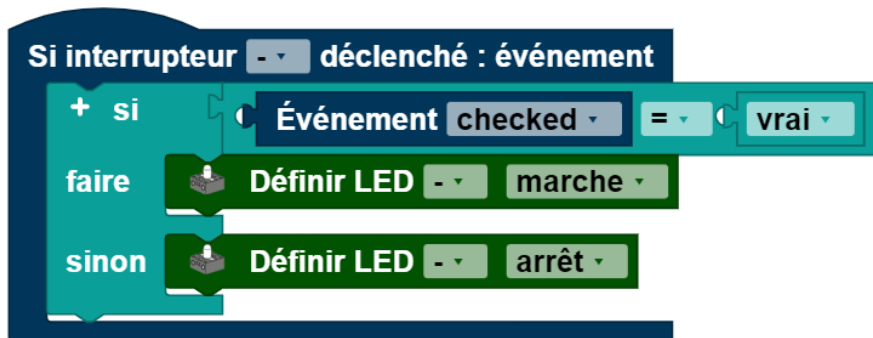 Si interrupteur - déclenché : événement
+ si Événement checked = vrai
faire Définir LED - marche
sinon Définir LED - arrêt